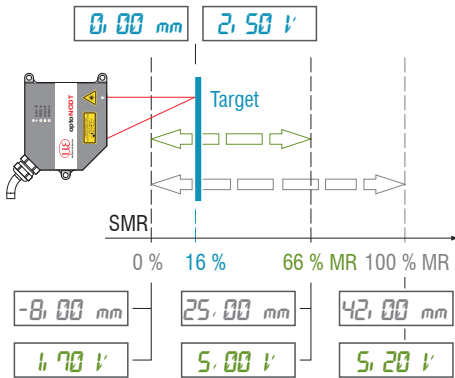 0,00 mm 2,50 V
optoNCDT
Target
SMR
0 % 16 % 66 % MR 100 % MR
-8,00 mm 25,00 mm 42,00 mm
1,70 V 5,00 V 5,20 V